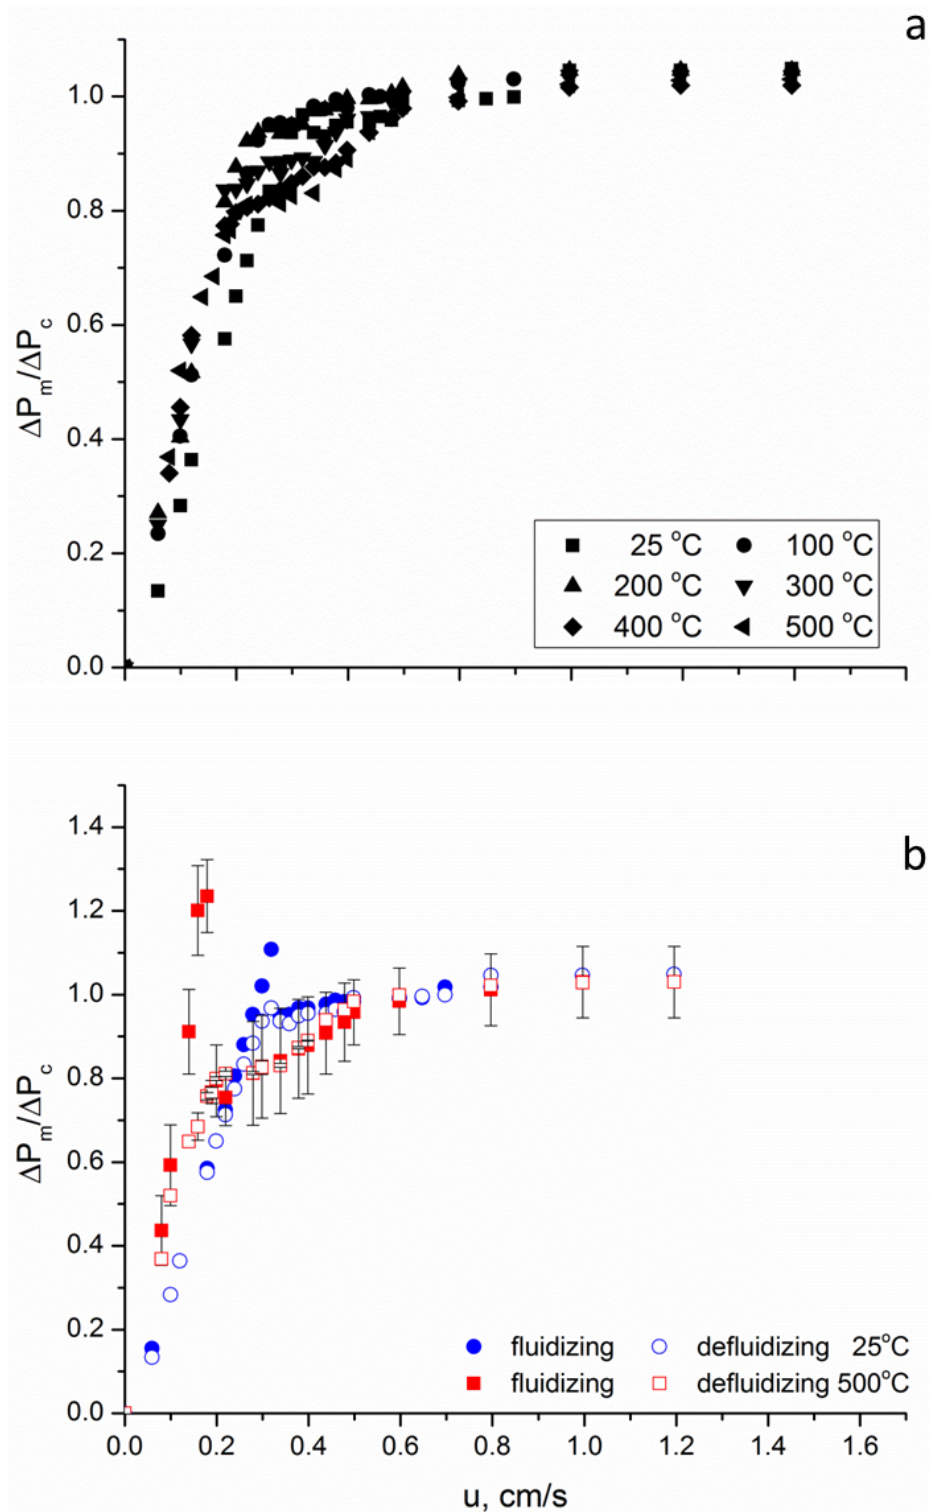 a
1.0
0.8
0.6
0.4
0.2
0.0
ΔPm/ΔPc
25 °C 100 °C
200 °C 300 °C
400 °C 500 °C
b
1.4
1.2
1.0
0.8
0.6
0.4
0.2
0.0
ΔPm/ΔPc
fluidizing defluidizing 25°C
fluidizing defluidizing 500°C
0.0 0.2 0.4 0.6 0.8 1.0 1.2 1.4 1.6
u, cm/s